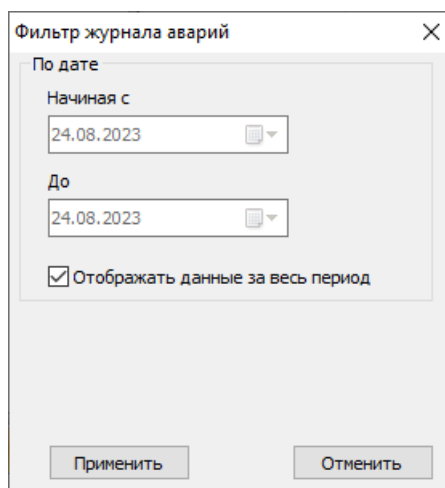 Фильтр журнала аварий
По дате
Начиная с
24.08.2023
До
24.08.2023
Отображать данные за весь период
Применить
Отменить